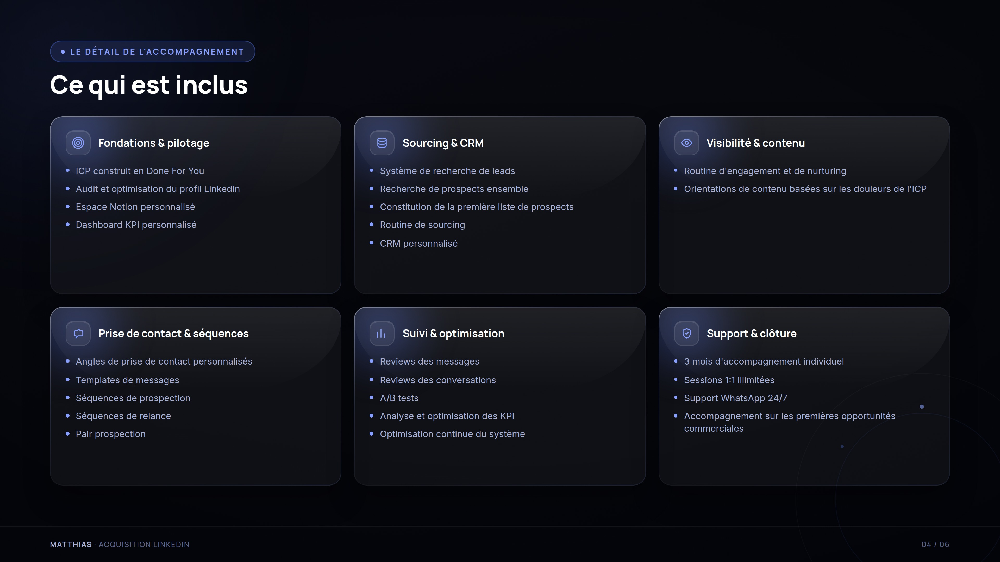 LE DÉTAIL DE L'ACCOMPAGNEMENT
Ce qui est inclus
Fondations & pilotage
ICP construit en Done For You
Audit et optimisation du profil LinkedIn
Espace Notion personnalisé
Dashboard KPI personnalisé
Sourcing & CRM
Système de recherche de leads
Recherche de prospects ensemble
Constitution de la première liste de prospects
Routine de sourcing
CRM personnalisé
Visibilité & contenu
Routine d'engagement et de nurturing
Orientations de contenu basées sur les douleurs de l'ICP
Prise de contact & séquences
Angles de prise de contact personnalisés
Templates de messages
Séquences de prospection
Séquences de relance
Pair prospection
Suivi & optimisation
Reviews des messages
Reviews des conversations
A/B tests
Analyse et optimisation des KPI
Optimisation continue du système
Support & clôture
3 mois d'accompagnement individuel
Sessions 1:1 illimitées
Support WhatsApp 24/7
Accompagnement sur les premières opportunités
commerciales
MATTHIAS · ACQUISITION LINKEDIN
04 / 06